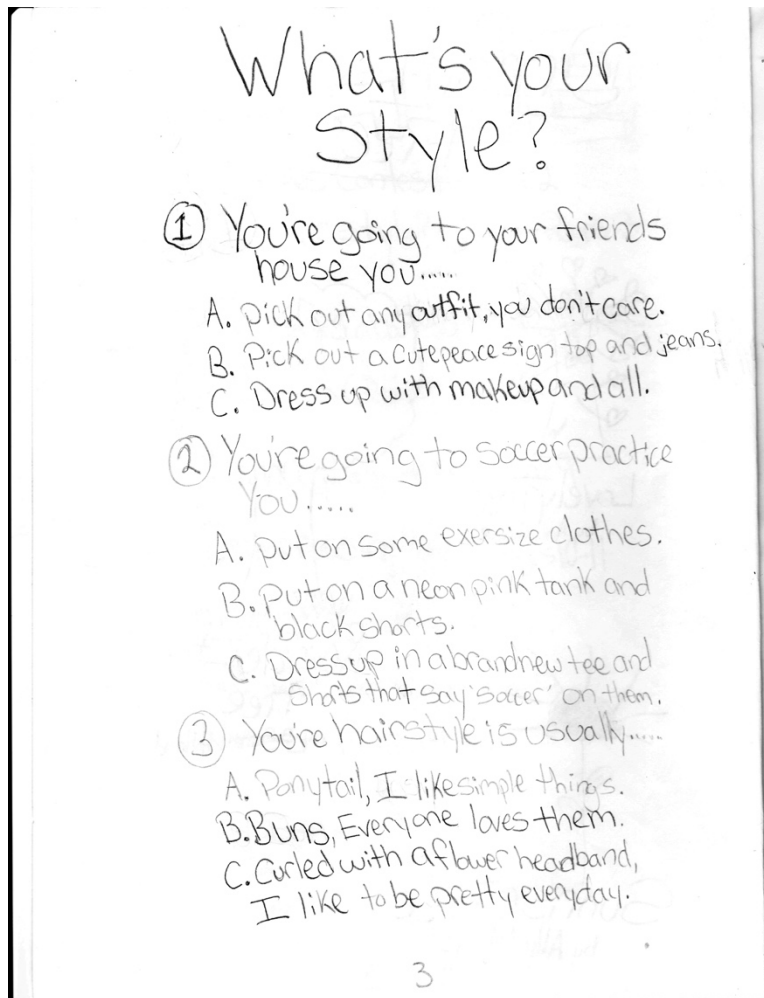 What's your
Style?
1 You're going to your friends
house you.....
A. pick out any outfit, you don't care.
B. Pick out a cute peace sign top and jeans.
C. Dress up with makeup and all.
2 You're going to soccer practice
You.....
A. put on some exersize clothes.
B. Put on a neon pink tank and
black shorts.
C. Dress up in a brand new tee and
shorts that say 'soccer' on them.
3 You're hairstyle is usually.....
A. Ponytail, I like simple things.
B. Buns, Everyone loves them.
C. Curled with a flower headband,
I like to be pretty everyday.
3